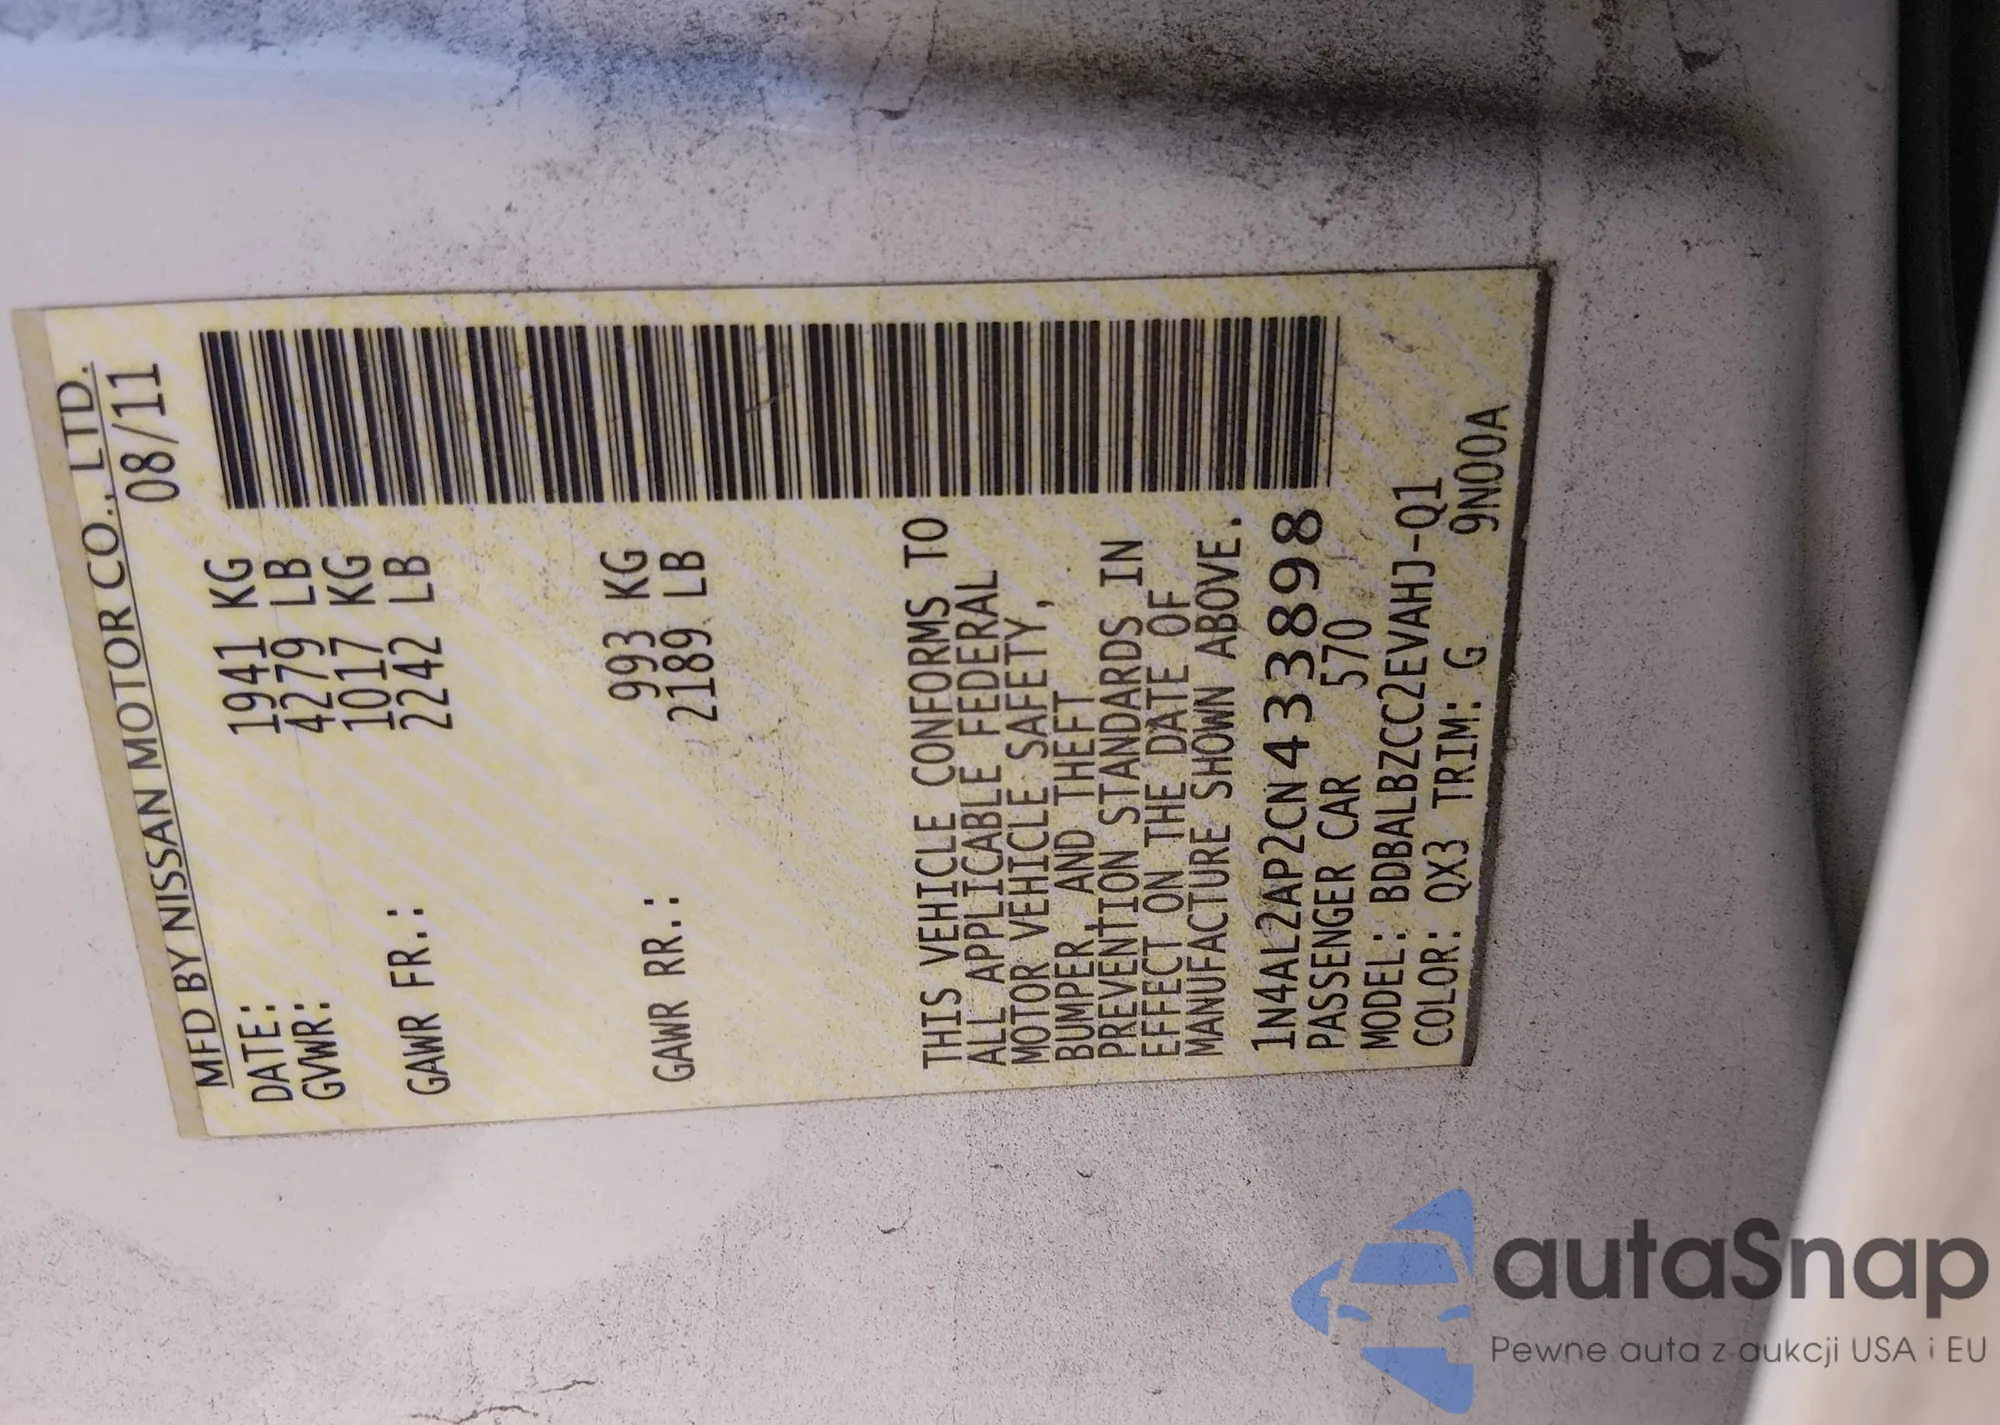 MFD BY NISSAN MOTOR CO., LTD.
DATE: 08/11
GVWR: 1941 KG
4279 LB
GAWR FR.: 1017 KG
2242 LB
GAWR RR.: 993 KG
2189 LB
THIS VEHICLE CONFORMS TO
ALL APPLICABLE FEDERAL
MOTOR VEHICLE SAFETY,
BUMPER, AND THEFT
PREVENTION STANDARDS IN
EFFECT ON THE DATE OF
MANUFACTURE SHOWN ABOVE.
1N4AL2AP2CN433898
PASSENGER CAR 570
MODEL: BDBALBZCC2EVAHJ-Q1
COLOR: QX3 TRIM: G 9N00A
autaSnap
Pewne auta z aukcji USA i EU